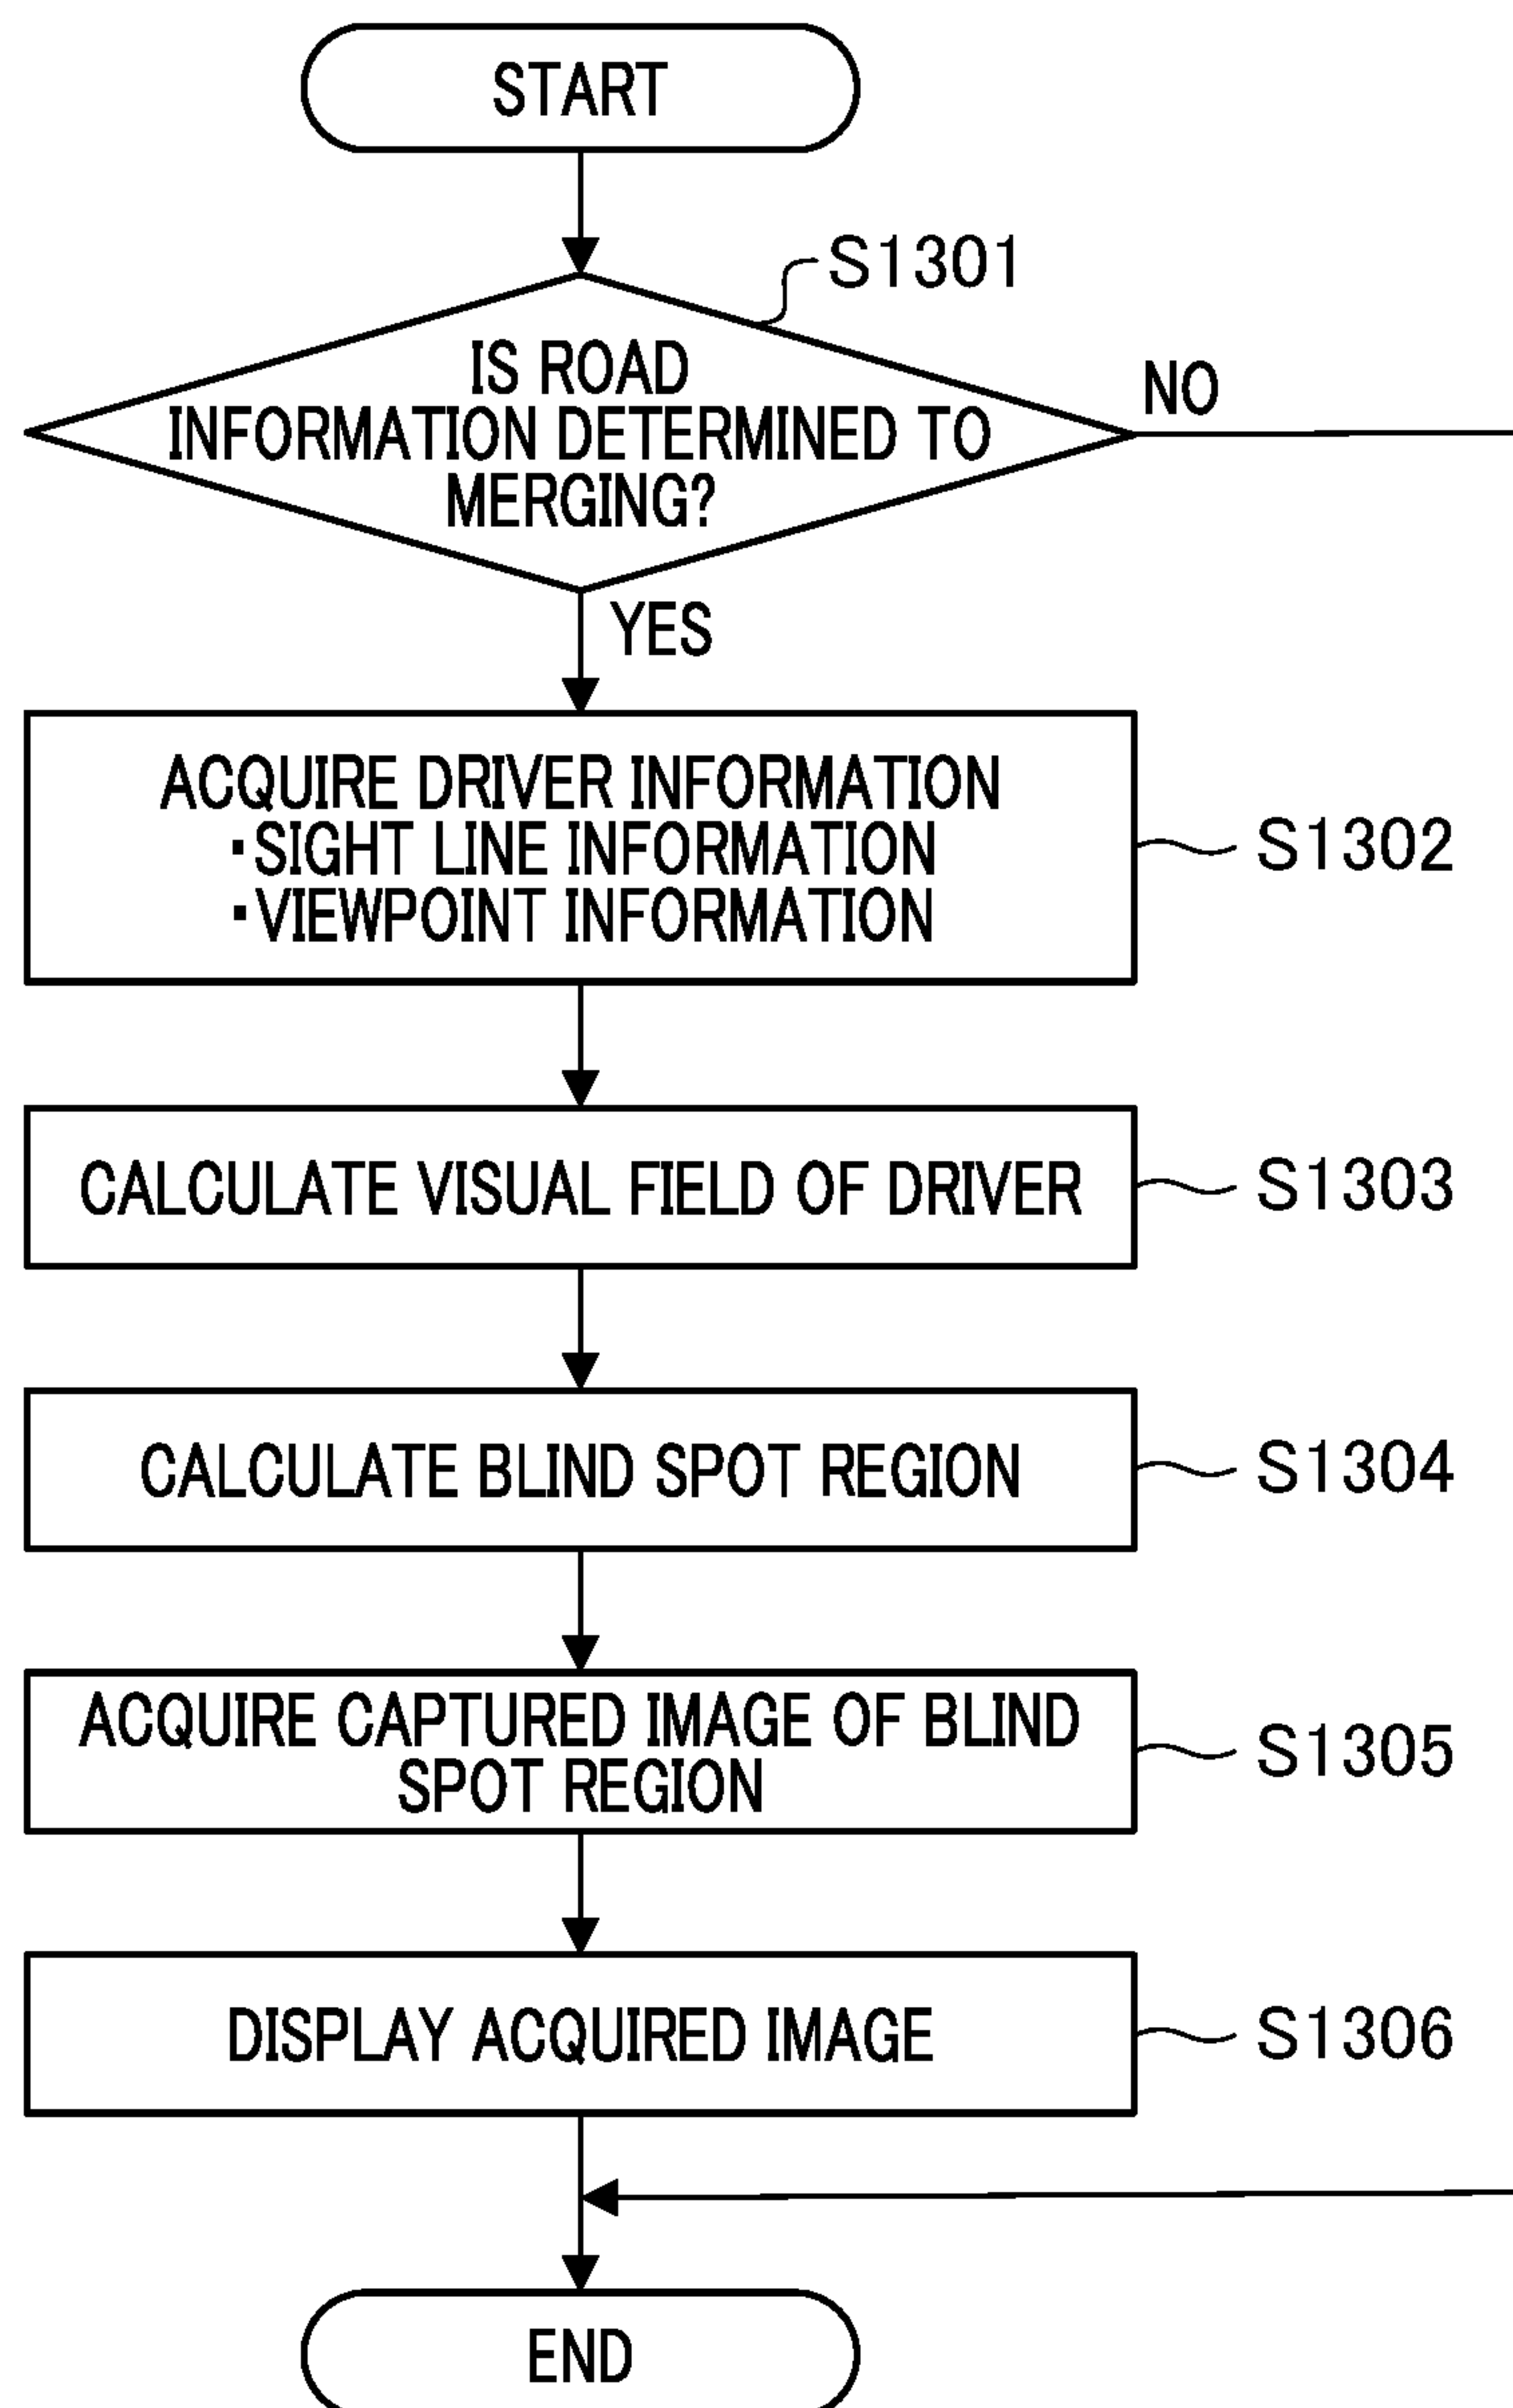 START
S1301
IS ROAD
INFORMATION DETERMINED TO
MERGING?
NO
YES
ACQUIRE DRIVER INFORMATION
・SIGHT LINE INFORMATION
・VIEWPOINT INFORMATION
S1302
CALCULATE VISUAL FIELD OF DRIVER
S1303
CALCULATE BLIND SPOT REGION
S1304
ACQUIRE CAPTURED IMAGE OF BLIND
SPOT REGION
S1305
DISPLAY ACQUIRED IMAGE
S1306
END